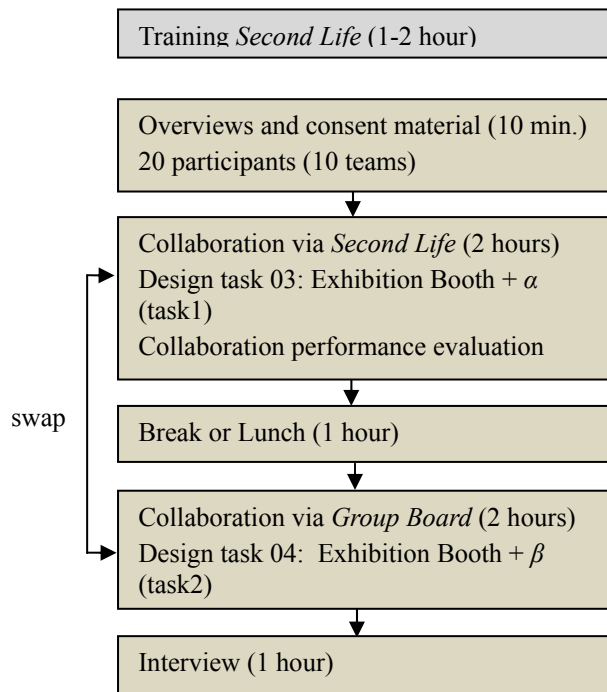 Training Second Life (1-2 hour)
Overviews and consent material (10 min.)
20 participants (10 teams)
Collaboration via Second Life (2 hours)
Design task 03: Exhibition Booth + α
(task1)
Collaboration performance evaluation
swap
Break or Lunch (1 hour)
Collaboration via Group Board (2 hours)
Design task 04: Exhibition Booth + β
(task2)
Interview (1 hour)